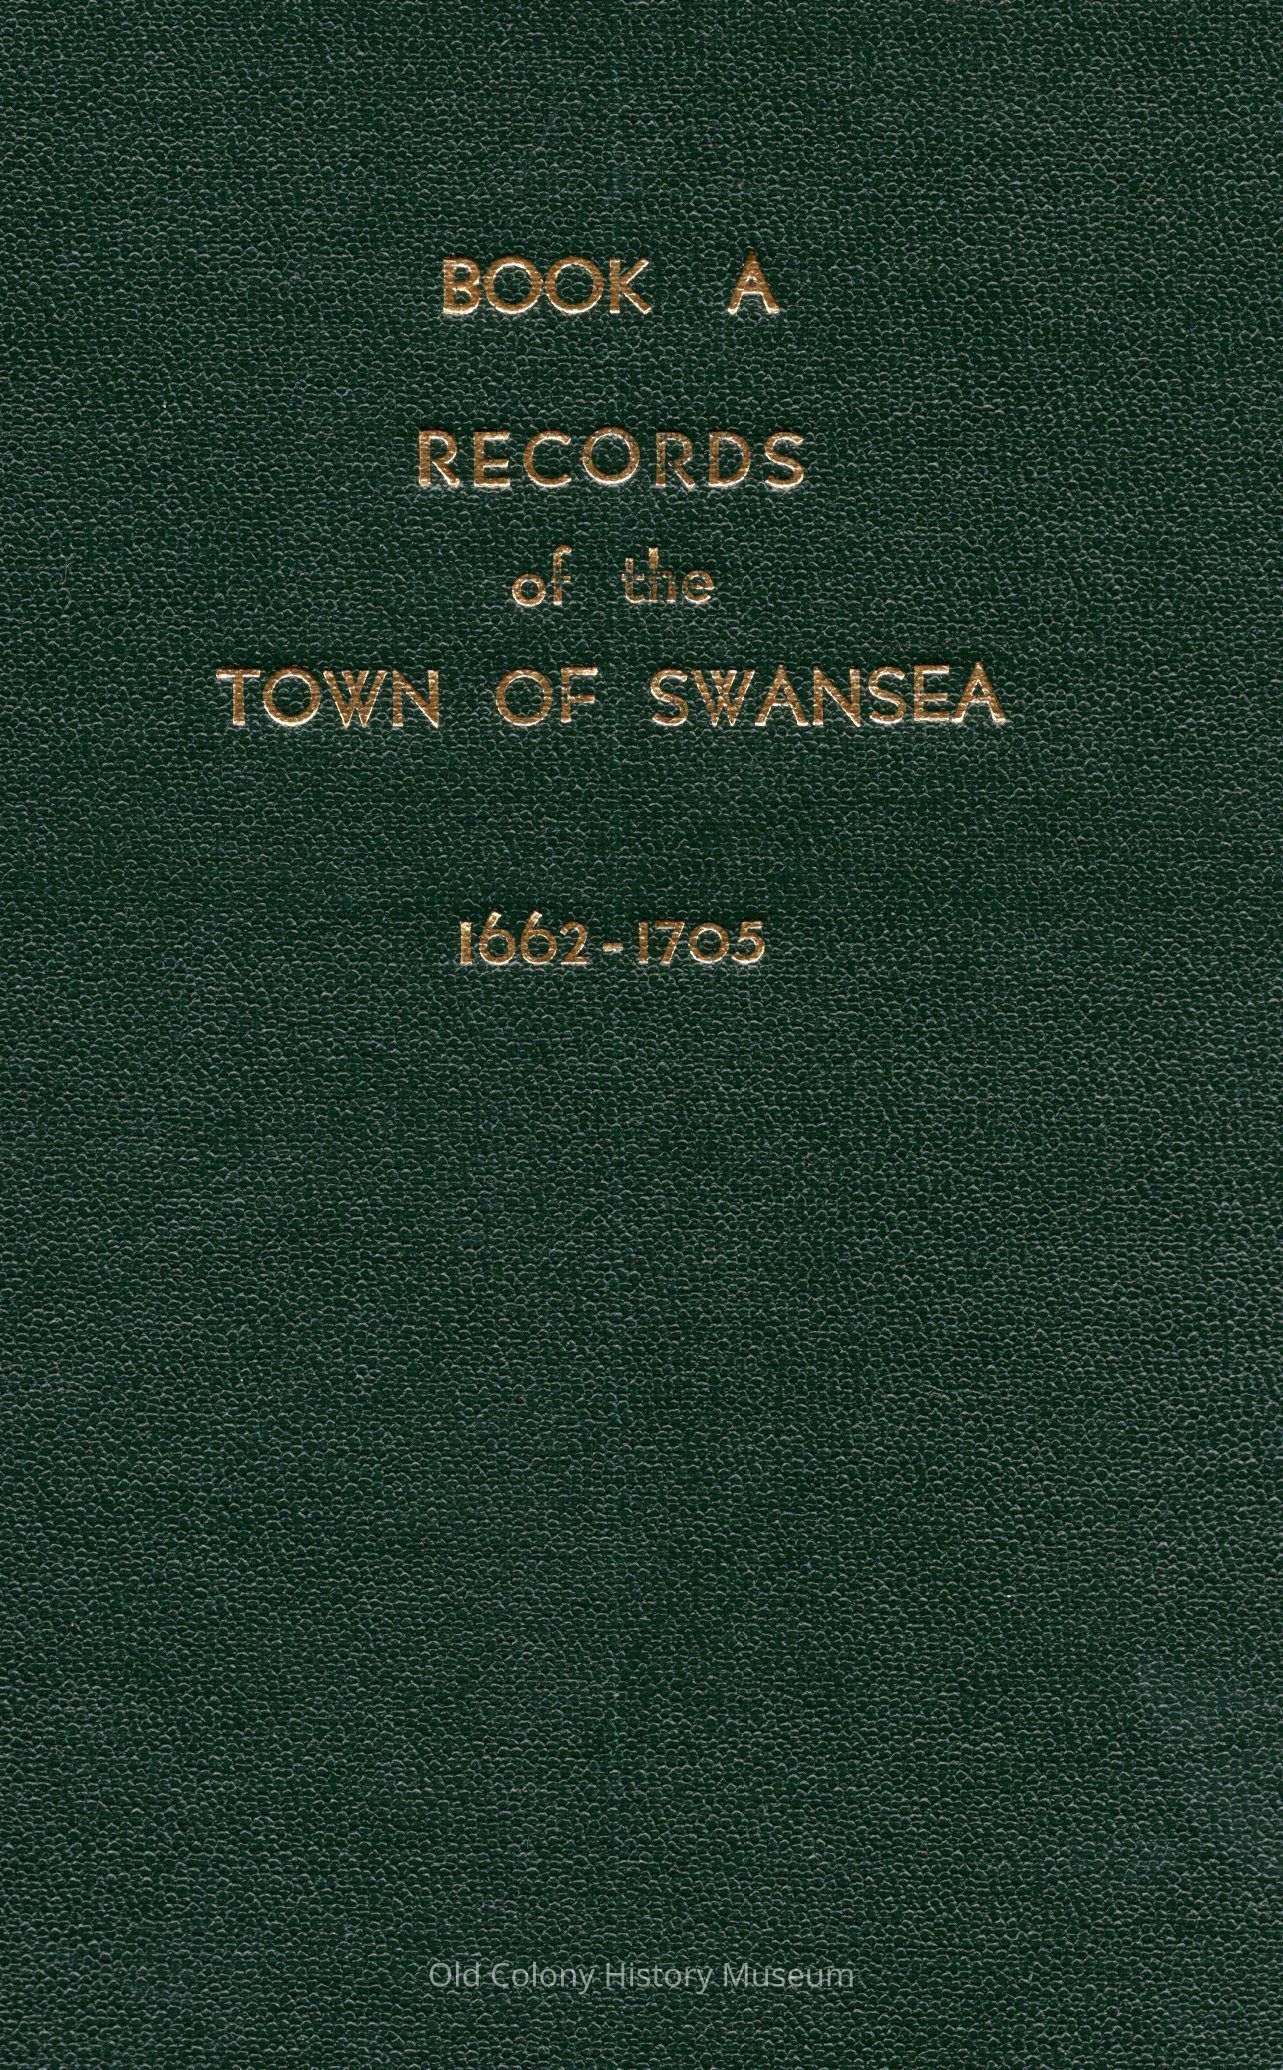 BOOK A
RECORDS
of the
TOWN OF SWANSEA
1662-1705
Old Colony History Museum